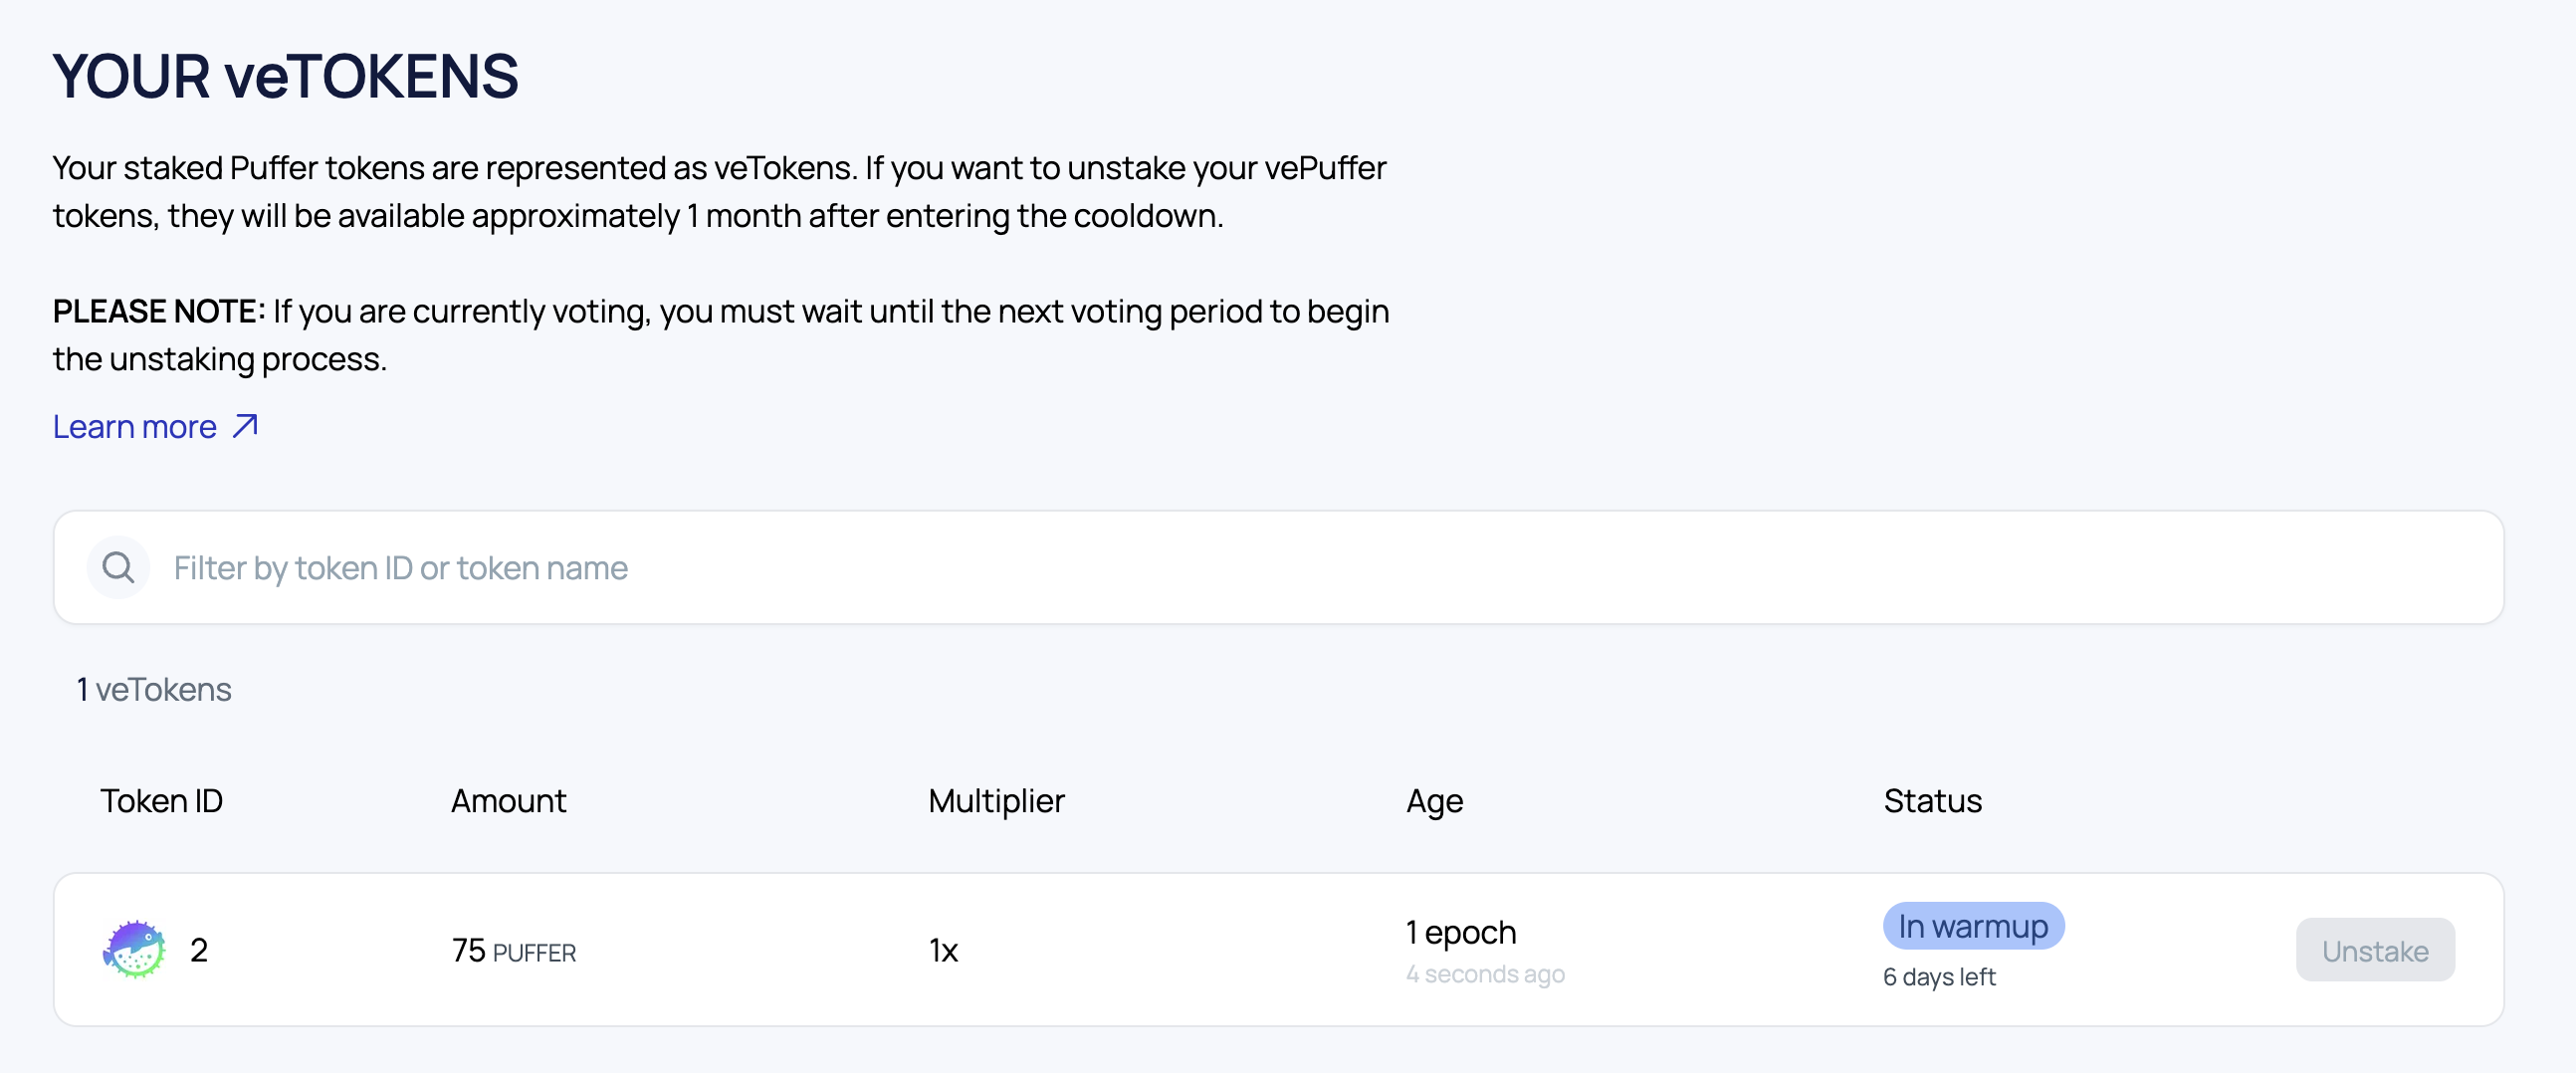 YOUR veTOKENS
Your staked Puffer tokens are represented as veTokens. If you want to unstake your vePuffer
tokens, they will be available approximately 1 month after entering the cooldown.
PLEASE NOTE: If you are currently voting, you must wait until the next voting period to begin
the unstaking process.
Learn more
Filter by token ID or token name
1 veTokens
Token ID Amount Multiplier Age Status
2 75 PUFFER 1x 1 epoch In warmup Unstake
4 seconds ago 6 days left